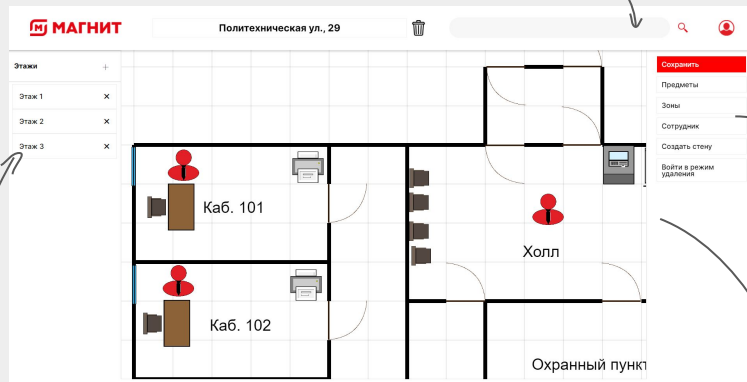 МАГНИТ
Политехническая ул., 29
Этажи
Этаж 1
Этаж 2
Этаж 3
Сохранить
Предметы
Зоны
Сотрудник
Создать стену
Войти в режим
удаления
Каб. 101
Холл
Каб. 102
Охранный пункт